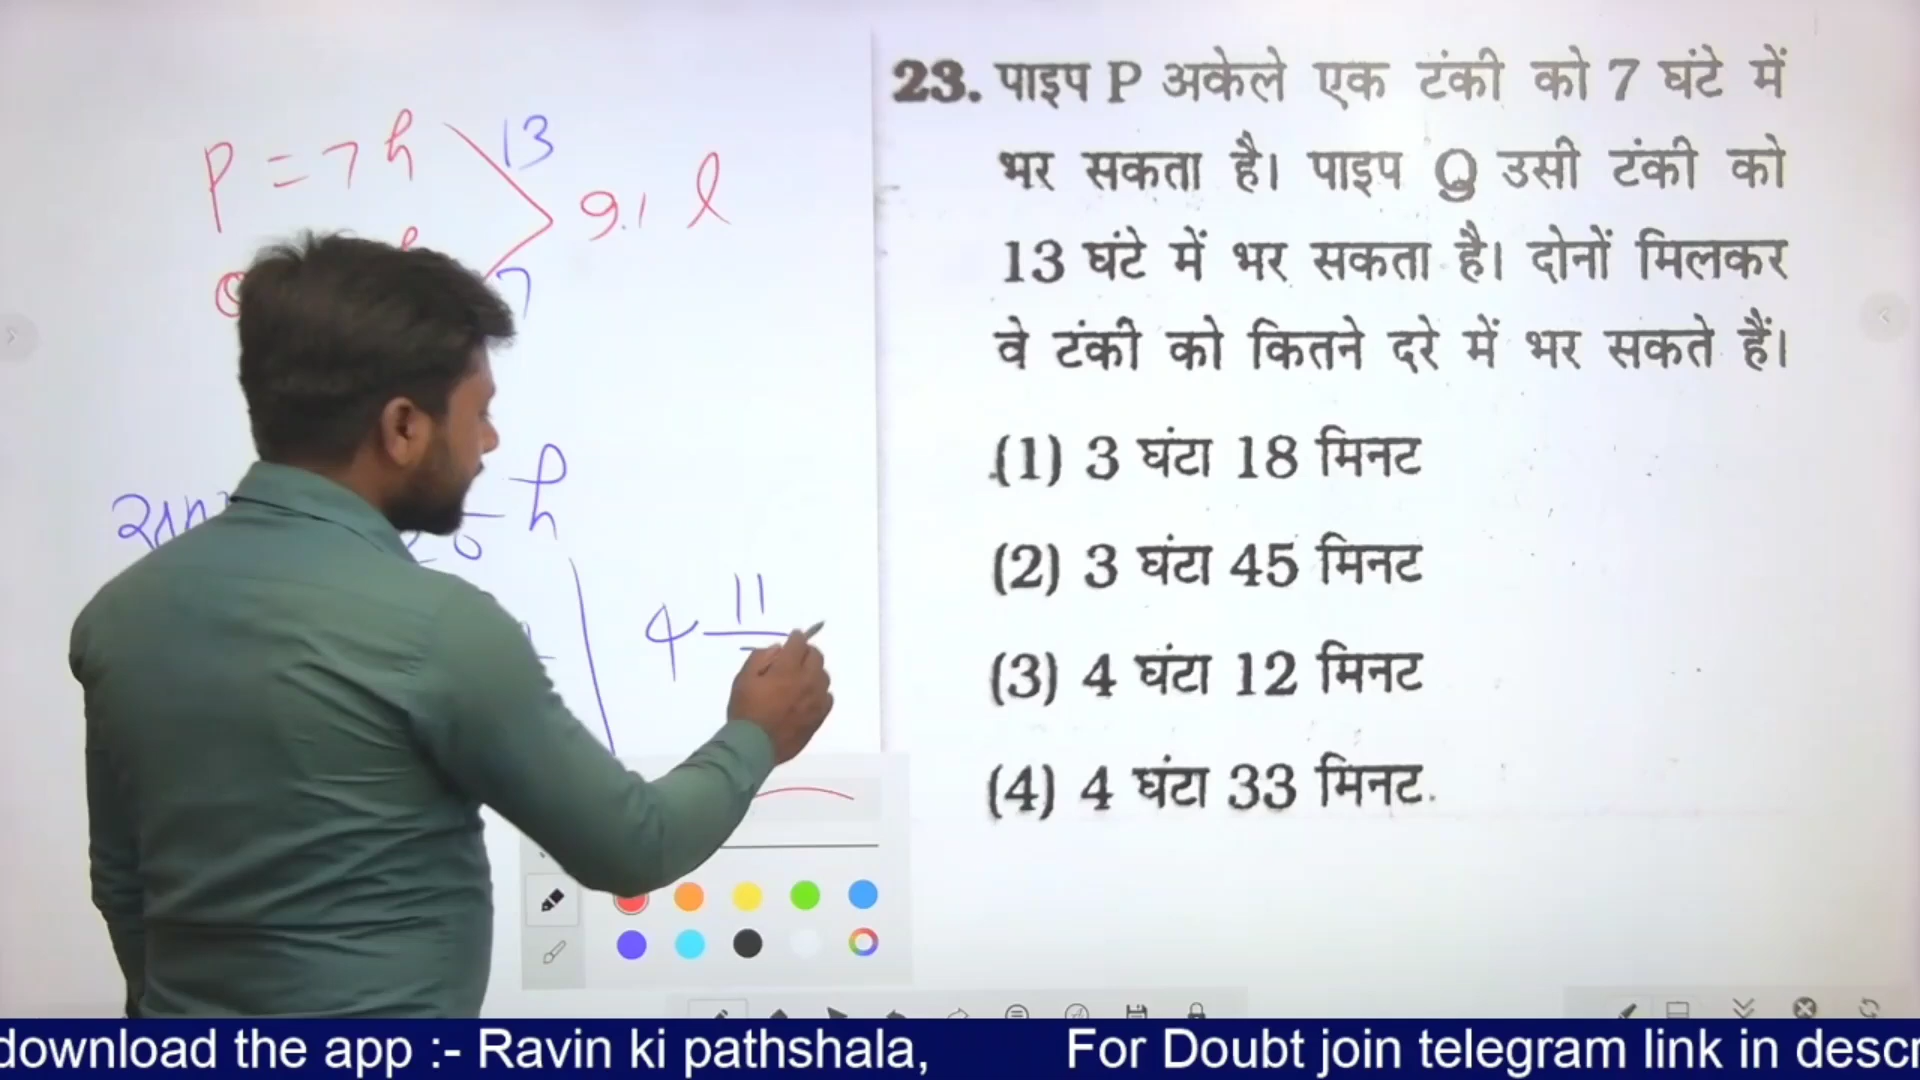 23. पाइप P अकेले एक टंकी को 7 घंटे में
भर सकता है। पाइप Q उसी टंकी को
13 घंटे में भर सकता है। दोनों मिलकर
वे टंकी को कितने दरे में भर सकते हैं।
(1) 3 घंटा 18 मिनट
(2) 3 घंटा 45 मिनट
(3) 4 घंटा 12 मिनट
(4) 4 घंटा 33 मिनट.
P = 7 h
13
91 l
7
h
4 11
download the app :- Ravin ki pathshala,
For Doubt join telegram link in descr